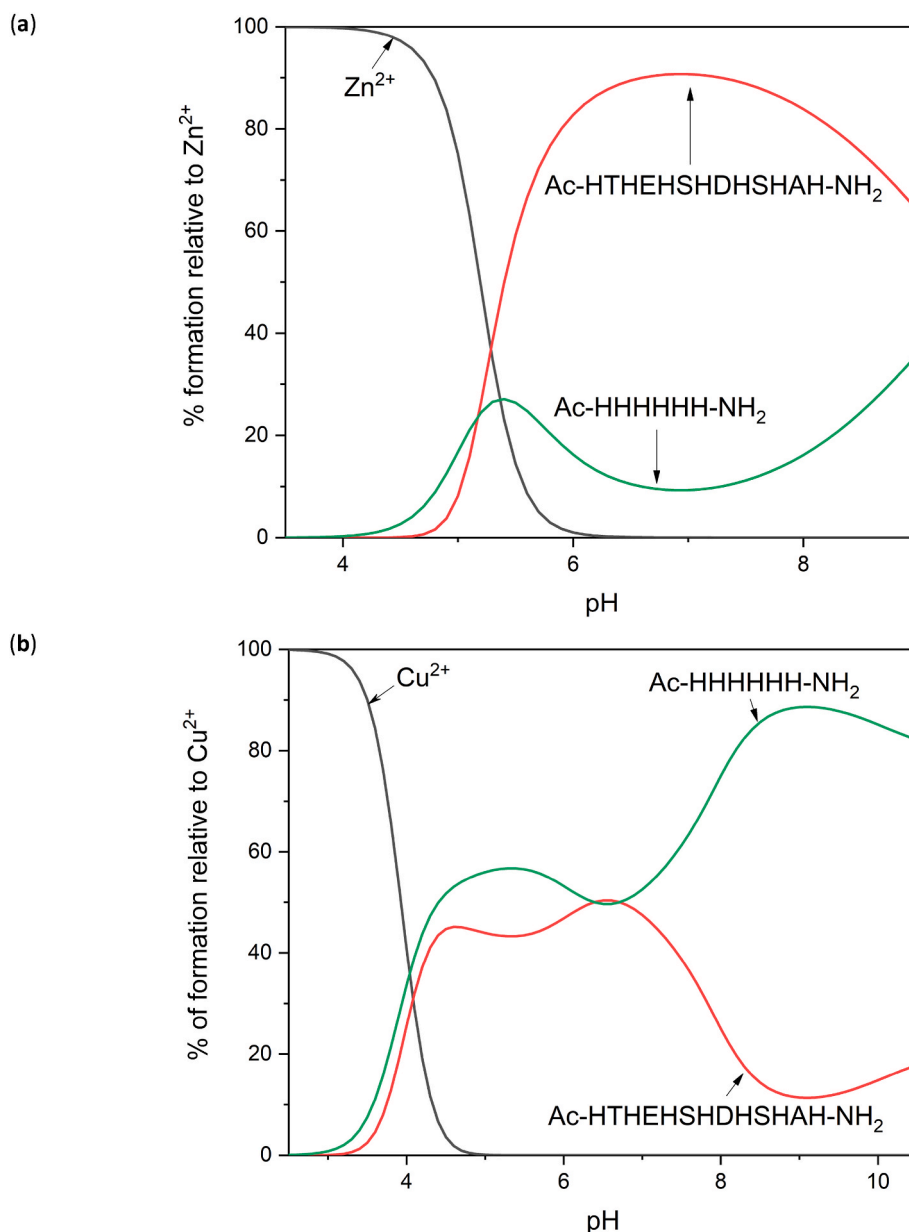 (a)
100
80
60
40
20
0
% formation relative to Zn²⁺
Zn²⁺
Ac-HTHEHSHDHSHAH-NH₂
Ac-HHHHHH-NH₂
4 6 8
pH
(b)
100
80
60
40
20
0
% of formation relative to Cu²⁺
Cu²⁺
Ac-HHHHHH-NH₂
Ac-HTHEHSHDHSHAH-NH₂
4 6 8 10
pH